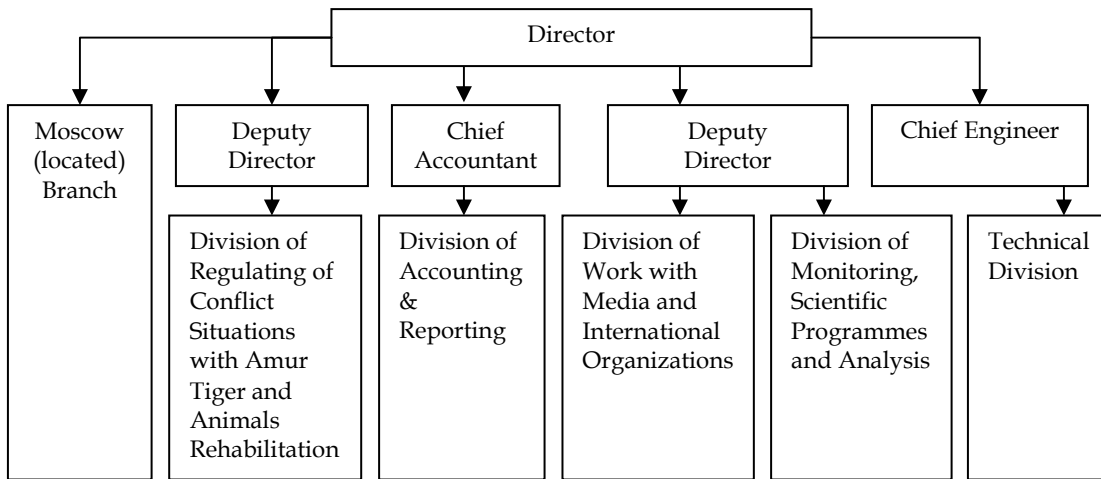 Director
Moscow
(located)
Branch
Deputy
Director
Chief
Accountant
Deputy
Director
Chief Engineer
Division of
Regulating of
Conflict
Situations
with Amur
Tiger and
Animals
Rehabilitation
Division of
Accounting
&
Reporting
Division of
Work with
Media and
International
Organizations
Division of
Monitoring,
Scientific
Programmes
and Analysis
Technical
Division